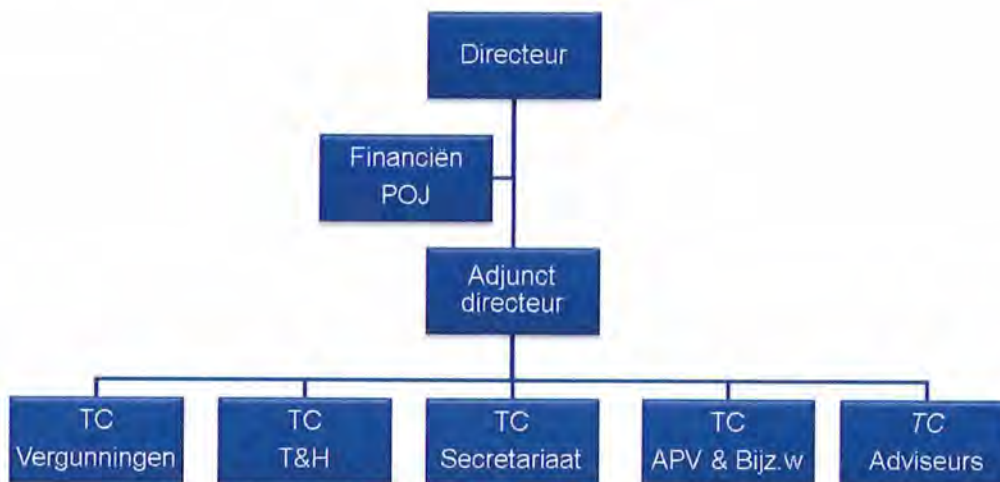 Directeur
Financiën
POJ
Adjunct
directeur
TC
Vergunningen
TC
T&H
TC
Secretariaat
TC
APV & Bijz.w
TC
Adviseurs